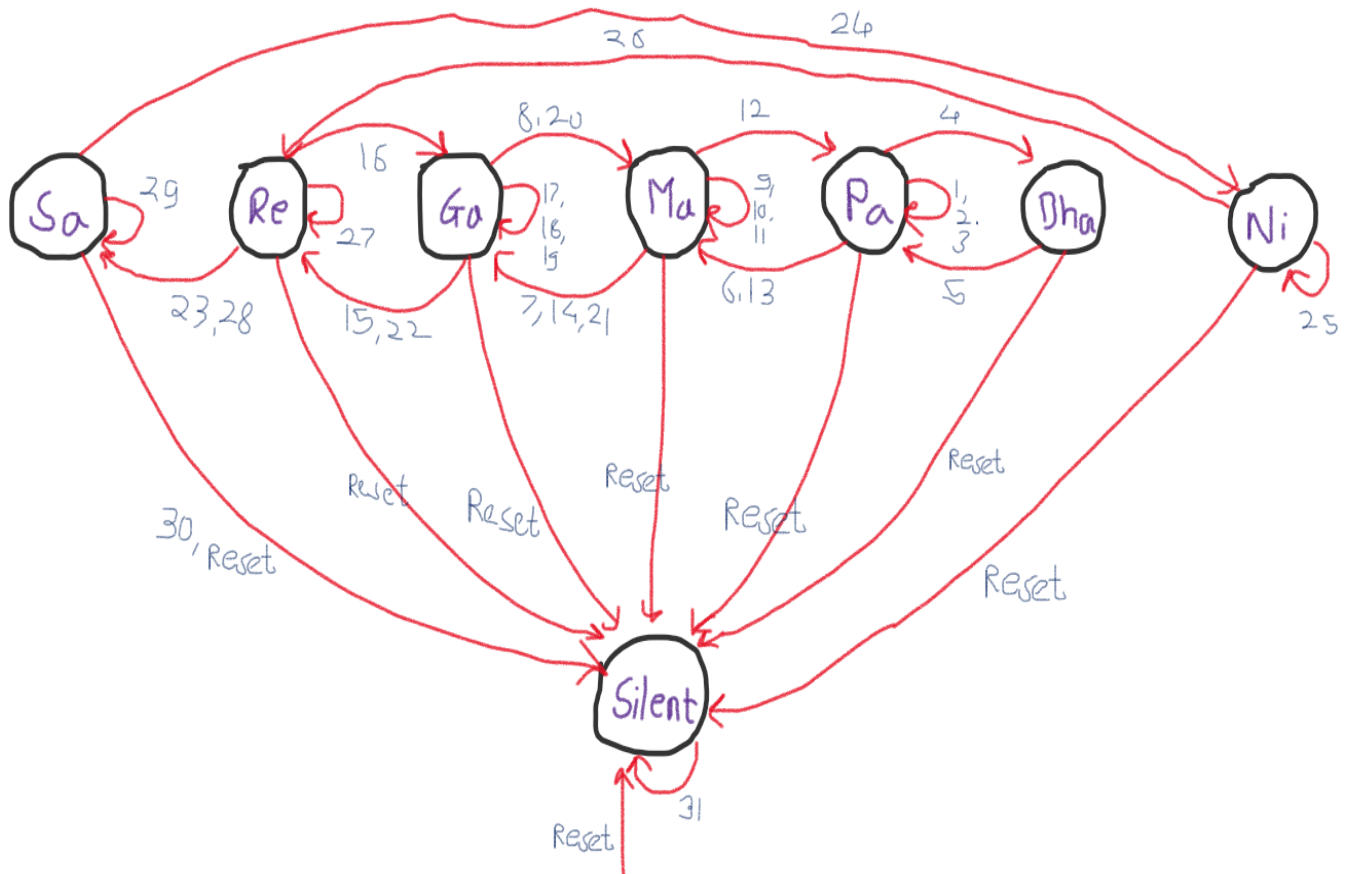 24
26
8,20
12
4
16
29
17,
18,
19
9,
10,
11
1,
2,
3
Sa
Re
Ga
Ma
Pa
Dha
Ni
27
23,28
15,22
7,14,21
6,13
5
25
Reset
Reset
Reset
Reset
Reset
30,
Reset
Reset
Silent
31
Reset